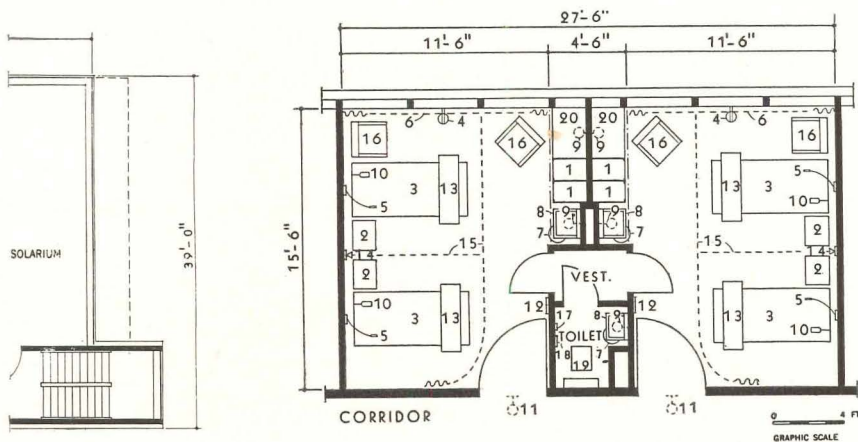 27'-6"
11'-6" 4'-6" 11'-6"
SOLARIUM
39'-0"
15'-6"
6 4 20 20 4 6
16 16 9 9 16 16
10 3 13 1 1 13 3 5
5 1 1 10
8 9 9 8
2 7 7 2
14 15 15 14
2 VEST. 2
10 12 17 8 9 12 5
3 13 TOILET 13 3
5 18 7 10
19
CORRIDOR 11 11
0 4 FT
GRAPHIC SCALE